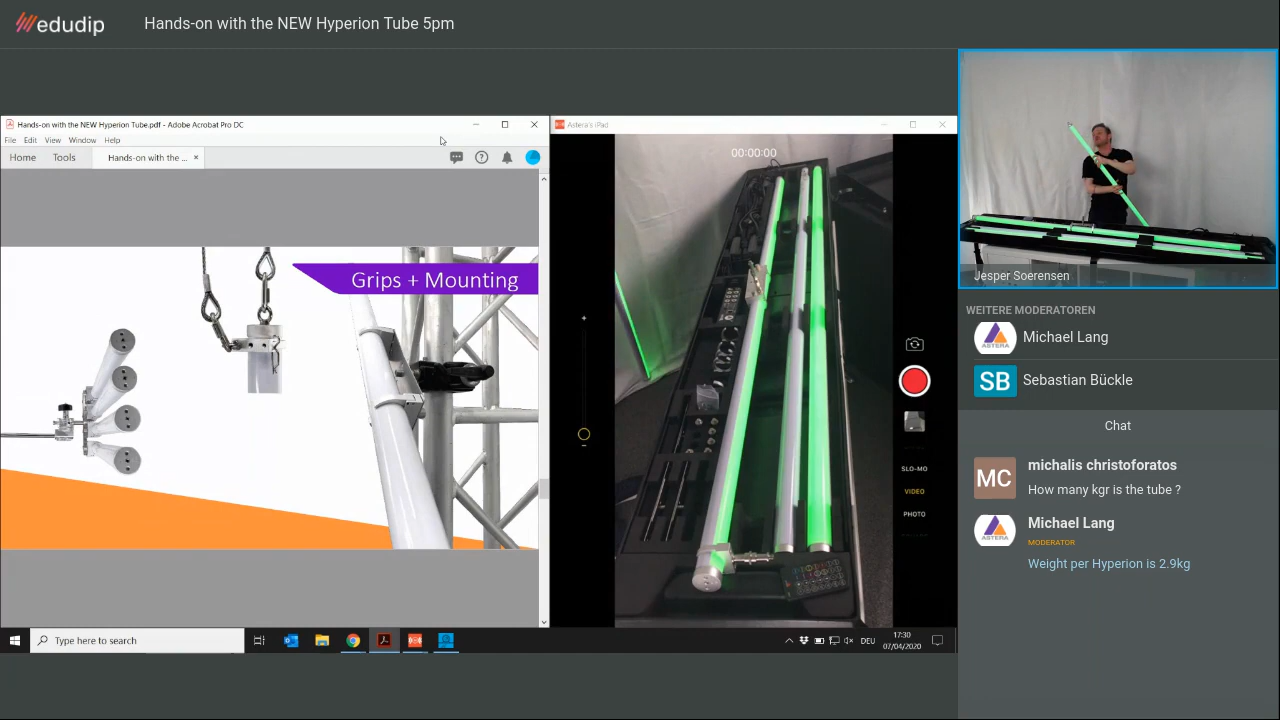 edudip
Hands-on with the NEW Hyperion Tube 5pm
Hands-on with the NEW Hyperion Tube.pdf - Adobe Acrobat Pro DC
File Edit View Window Help
Home Tools Hands-on with the ... ×
Grips + Mounting
Astera's iPad
00:00:00
SLO-MO
VIDEO
PHOTO
Type here to search
DEU
17:30
07/04/2020
Jesper Soerensen
WEITERE MODERATOREN
ASTERA
Michael Lang
SB
Sebastian Bückle
Chat
MC
michalis christoforatos
How many kgr is the tube ?
ASTERA
Michael Lang
MODERATOR
Weight per Hyperion is 2.9kg